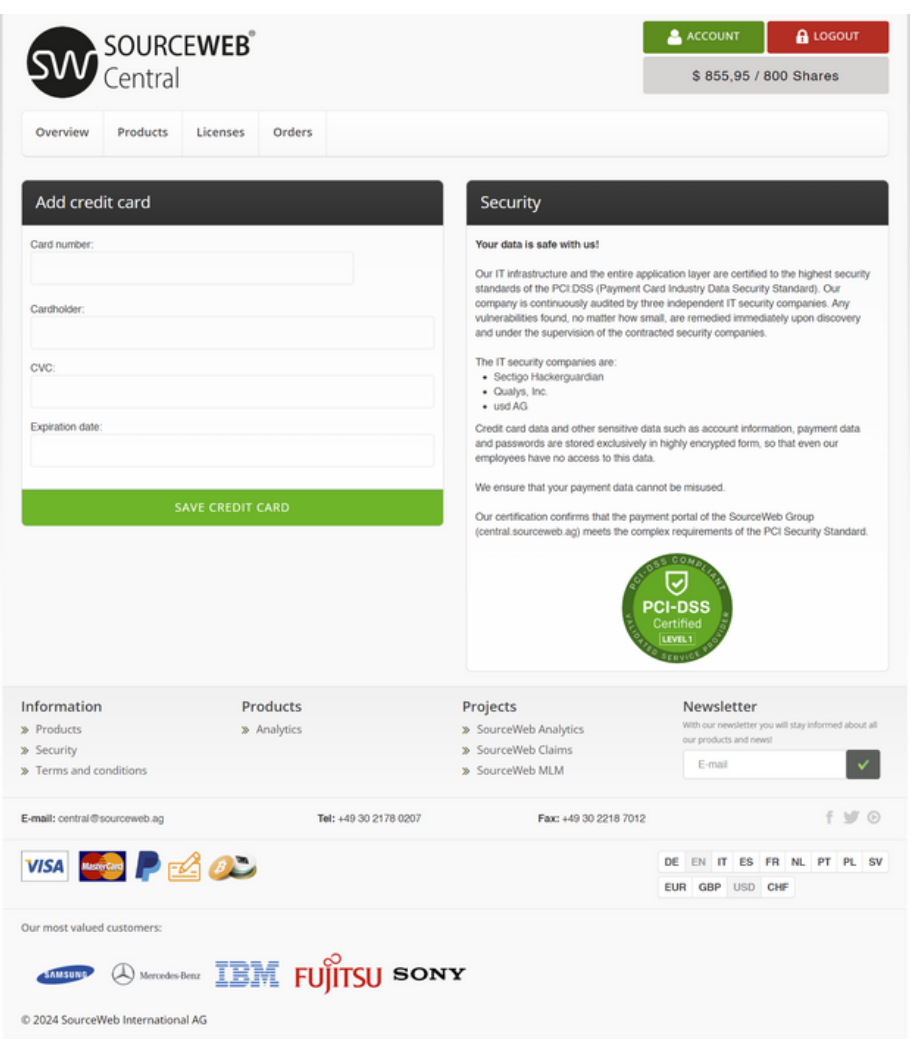 SOURCEWEB®
Central
ACCOUNT
LOGOUT
$ 855,95 / 800 Shares
Overview
Products
Licenses
Orders
Add credit card
Card number:
Cardholder:
CVC:
Expiration date:
SAVE CREDIT CARD
Security
Your data is safe with us!
Our IT infrastructure and the entire application layer are certified to the highest security
standards of the PCI:DSS (Payment Card Industry Data Security Standard). Our
company is continuously audited by three independent IT security companies. Any
vulnerabilities found, no matter how small, are remedied immediately upon discovery
and under the supervision of the contracted security companies.
The IT security companies are:
• Sectigo Hackerguardian
• Qualys, Inc.
• usd AG
Credit card data and other sensitive data such as account information, payment data
and passwords are stored exclusively in highly encrypted form, so that even our
employees have no access to this data.
We ensure that your payment data cannot be misused.
Our certification confirms that the payment portal of the SourceWeb Group
(central.sourceweb.ag) meets the complex requirements of the PCI Security Standard.
PCI-DSS COMPLIANT
PCI-DSS
Certified
LEVEL 1
VALIDATED SERVICE PROVIDER
Information
» Products
» Security
» Terms and conditions
Products
» Analytics
Projects
» SourceWeb Analytics
» SourceWeb Claims
» SourceWeb MLM
Newsletter
With our newsletter you will stay informed about all
our products and news!
E-mail
E-mail: central@sourceweb.ag
Tel: +49 30 2178 0207
Fax: +49 30 2218 7012
VISA
MasterCard
DE EN IT ES FR NL PT PL SV
EUR GBP USD CHF
Our most valued customers:
SAMSUNG
Mercedes-Benz
IBM
FUJITSU
SONY
© 2024 SourceWeb International AG